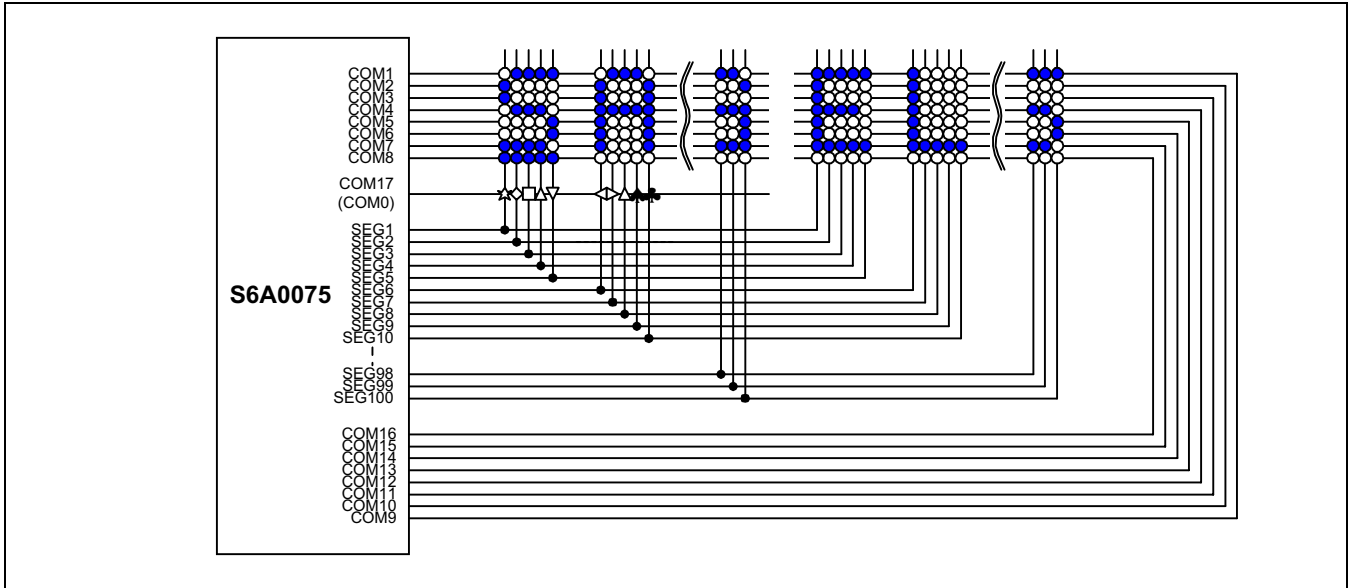 COM1
COM2
COM3
COM4
COM5
COM6
COM7
COM8
COM17
(COM0)
SEG1
SEG2
SEG3
SEG4
SEG5
S6A0075
SEG6
SEG7
SEG8
SEG9
SEG10
SEG98
SEG99
SEG100
COM16
COM15
COM14
COM13
COM12
COM11
COM10
COM9